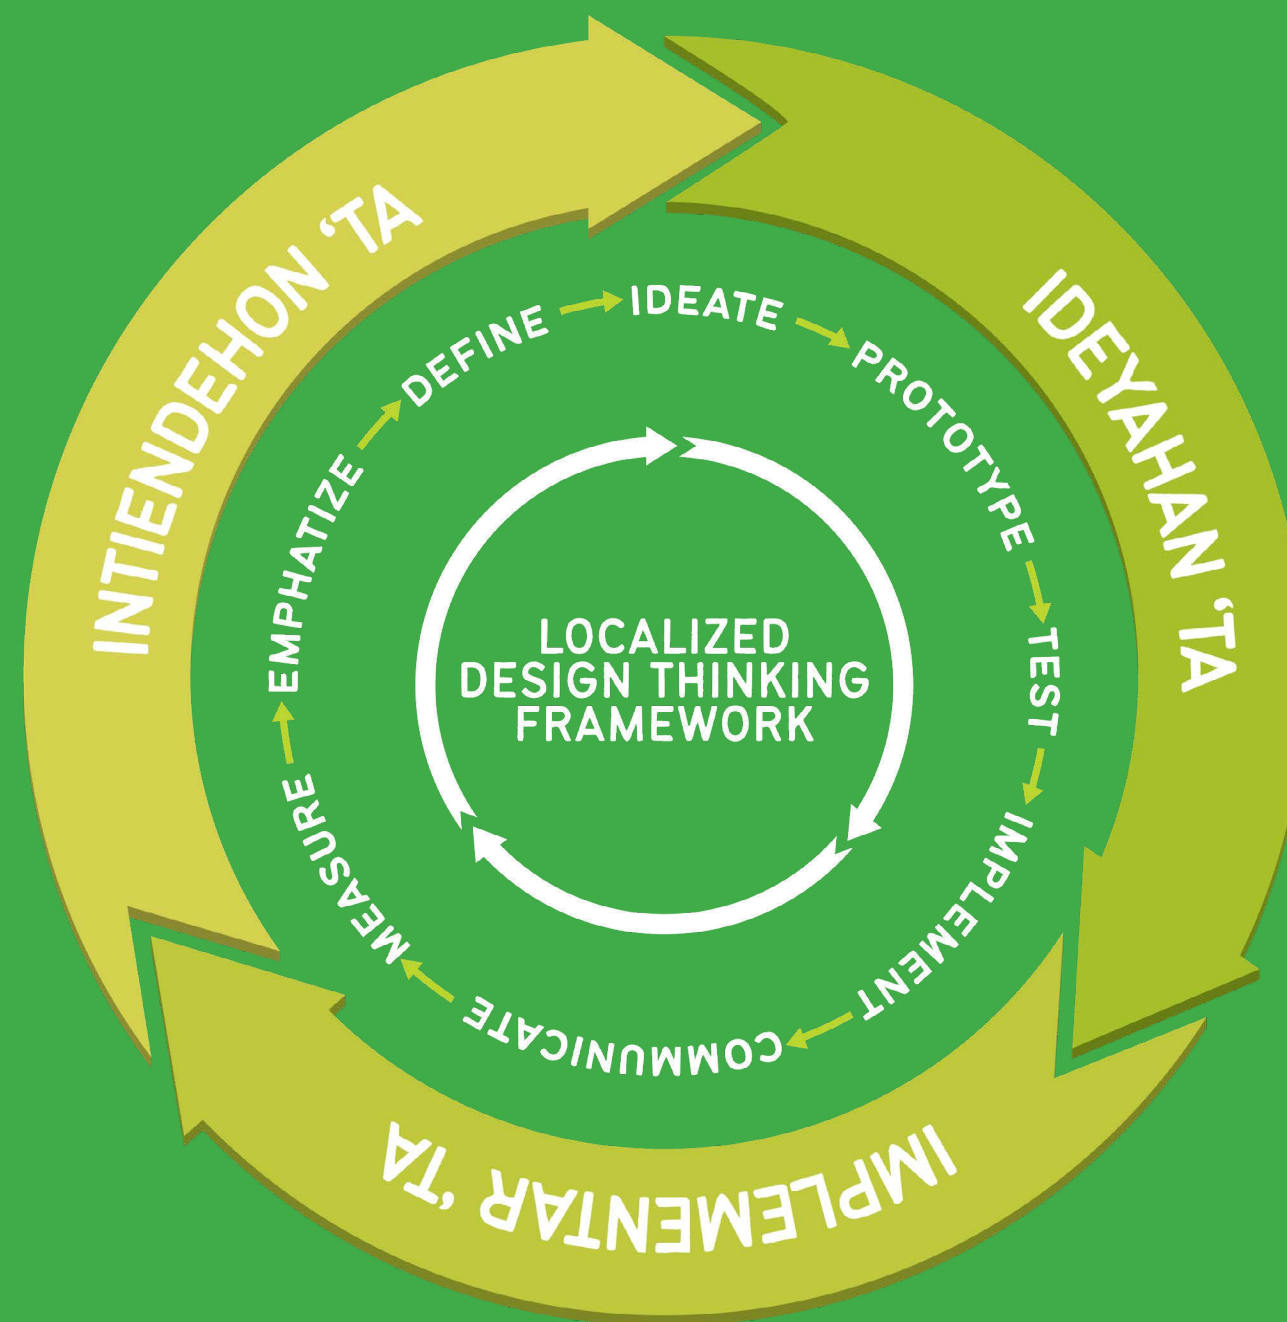 INTIENDEHON ‘TA
IDEYAHAN ‘TA
IMPLEMENTAR ‘TA
EMPHATIZE
DEFINE
IDEATE
PROTOTYPE
TEST
IMPLEMENT
COMMUNICATE
MEASURE
LOCALIZED
DESIGN THINKING
FRAMEWORK